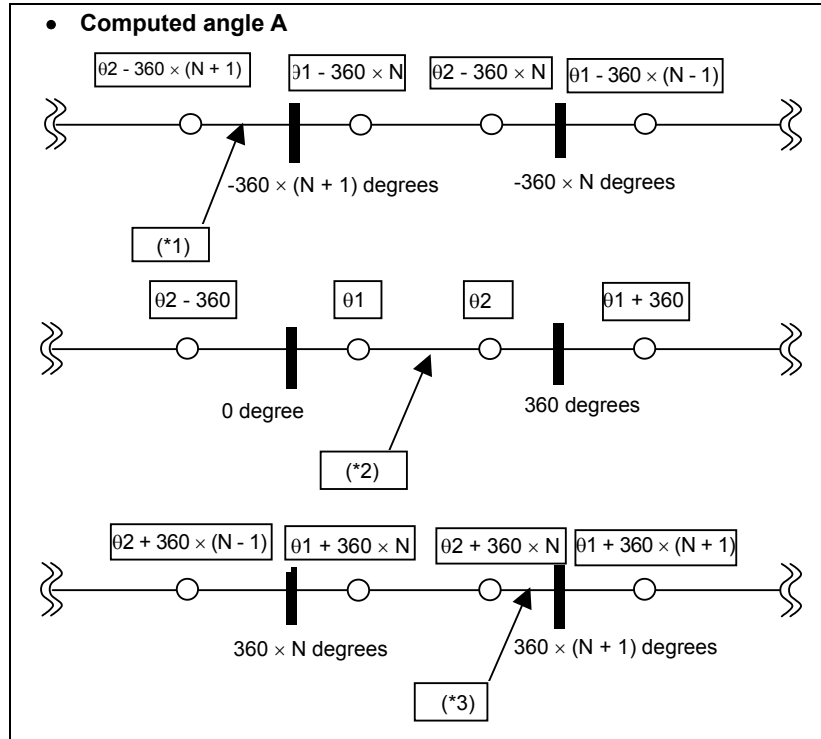 • Computed angle A
θ2 - 360 × (N + 1)
θ1 - 360 × N
θ2 - 360 × N
θ1 - 360 × (N - 1)
-360 × (N + 1) degrees
-360 × N degrees
(*1)
θ2 - 360
θ1
θ2
θ1 + 360
0 degree
360 degrees
(*2)
θ2 + 360 × (N - 1)
θ1 + 360 × N
θ2 + 360 × N
θ1 + 360 × (N + 1)
360 × N degrees
360 × (N + 1) degrees
(*3)